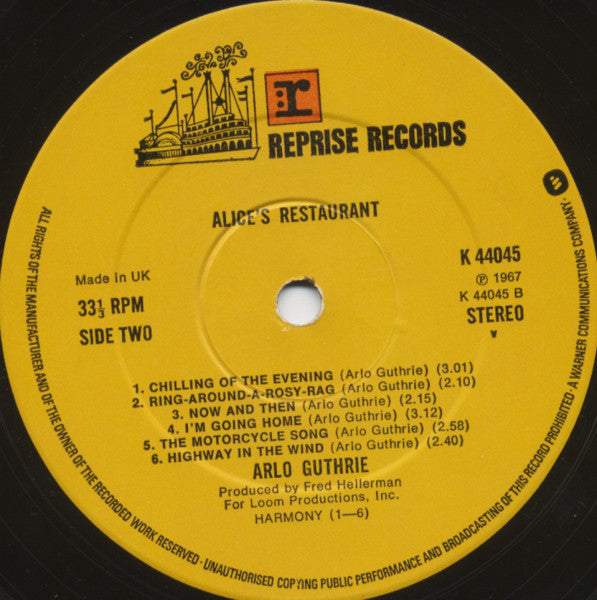 r
REPRISE RECORDS
ALICE'S RESTAURANT
Made in UK
33⅓ RPM
SIDE TWO
K 44045
℗ 1967
K 44045 B
STEREO
v
1. CHILLING OF THE EVENING (Arlo Guthrie) (3.01)
2. RING-AROUND-A-ROSY-RAG (Arlo Guthrie) (2.10)
3. NOW AND THEN (Arlo Guthrie) (2.15)
4. I'M GOING HOME (Arlo Guthrie) (3.12)
5. THE MOTORCYCLE SONG (Arlo Guthrie) (2.58)
6. HIGHWAY IN THE WIND (Arlo Guthrie) (2.40)
ARLO GUTHRIE
Produced by Fred Hellerman
For Loom Productions, Inc.
HARMONY (1—6)
ALL RIGHTS OF THE MANUFACTURER AND OF THE OWNER OF THE RECORDED WORK RESERVED · UNAUTHORISED COPYING PUBLIC PERFORMANCE AND BROADCASTING OF THIS RECORD PROHIBITED · A WARNER COMMUNICATIONS COMPANY ·